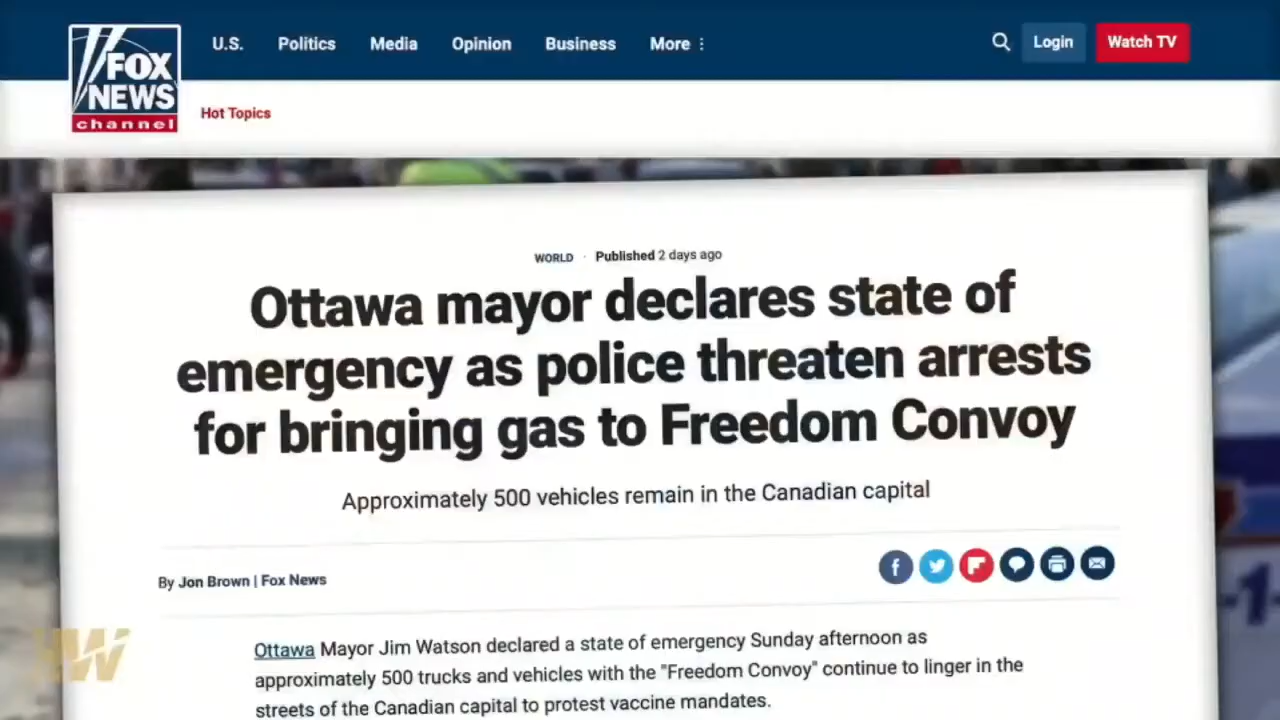 U.S. Politics Media Opinion Business More Login Watch TV
FOX
NEWS
channel
Hot Topics
WORLD · Published 2 days ago
Ottawa mayor declares state of
emergency as police threaten arrests
for bringing gas to Freedom Convoy
Approximately 500 vehicles remain in the Canadian capital
By Jon Brown | Fox News
Ottawa Mayor Jim Watson declared a state of emergency Sunday afternoon as
approximately 500 trucks and vehicles with the "Freedom Convoy" continue to linger in the
streets of the Canadian capital to protest vaccine mandates.
-1-
HW